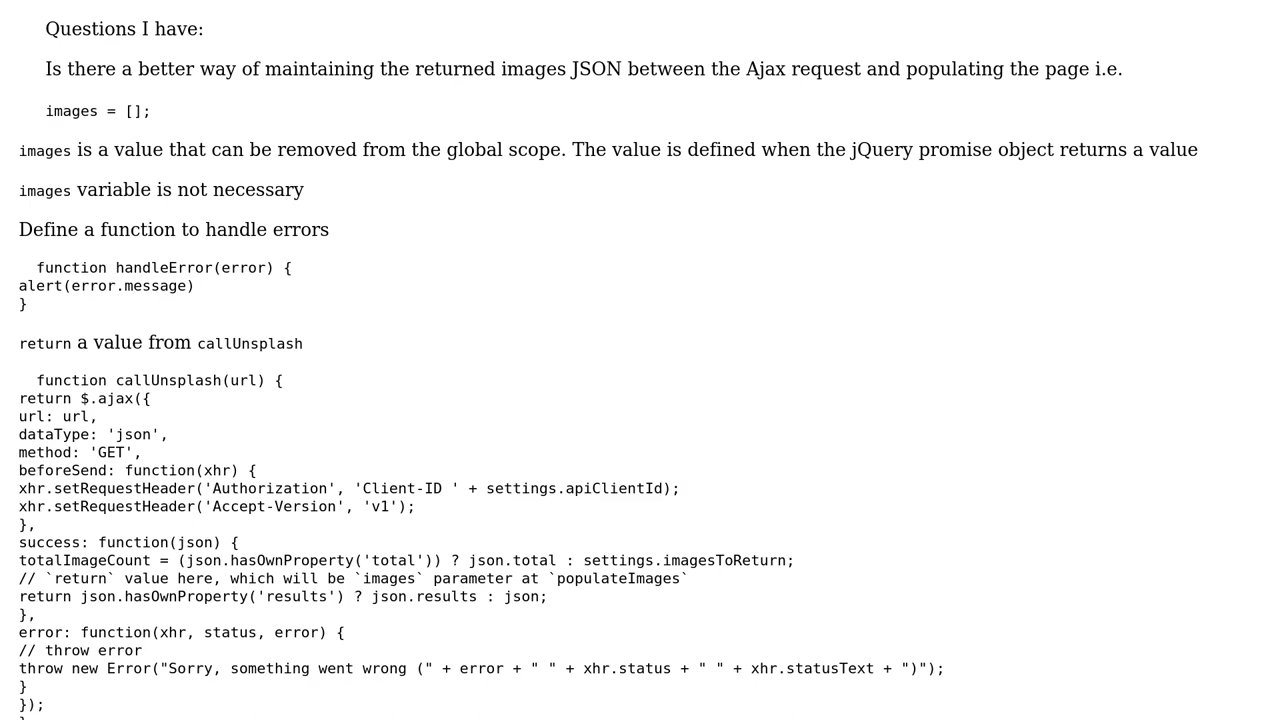 Questions I have:
Is there a better way of maintaining the returned images JSON between the Ajax request and populating the page i.e.
images = [];
images is a value that can be removed from the global scope. The value is defined when the jQuery promise object returns a value
images variable is not necessary
Define a function to handle errors
function handleError(error) {
alert(error.message)
}
return a value from callUnsplash
function callUnsplash(url) {
return $.ajax({
url: url,
dataType: 'json',
method: 'GET',
beforeSend: function(xhr) {
xhr.setRequestHeader('Authorization', 'Client-ID ' + settings.apiClientId);
xhr.setRequestHeader('Accept-Version', 'v1');
},
success: function(json) {
totalImageCount = (json.hasOwnProperty('total')) ? json.total : settings.imagesToReturn;
// `return` value here, which will be `images` parameter at `populateImages`
return json.hasOwnProperty('results') ? json.results : json;
},
error: function(xhr, status, error) {
// throw error
throw new Error("Sorry, something went wrong (" + error + " " + xhr.status + " " + xhr.statusText + ")");
}
});
}